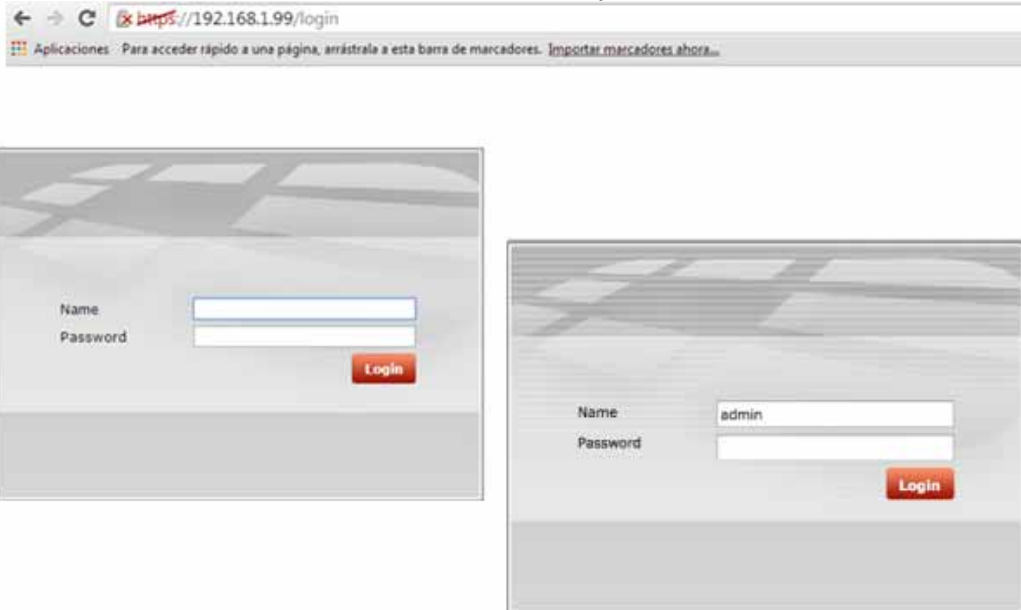 https://192.168.1.99/login
Aplicaciones Para acceder rápido a una página, arrástrala a esta barra de marcadores. Importar marcadores ahora...
Name
Password
Login
Name admin
Password
Login